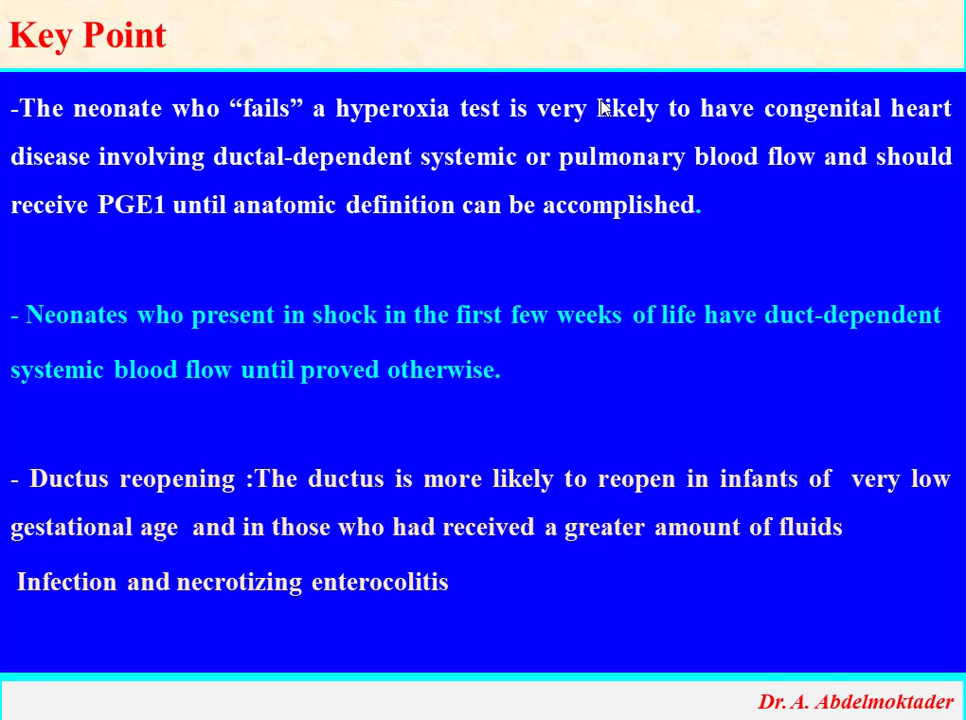 Key Point
-The neonate who “fails” a hyperoxia test is very likely to have congenital heart
disease involving ductal-dependent systemic or pulmonary blood flow and should
receive PGE1 until anatomic definition can be accomplished.
- Neonates who present in shock in the first few weeks of life have duct-dependent
systemic blood flow until proved otherwise.
- Ductus reopening :The ductus is more likely to reopen in infants of very low
gestational age and in those who had received a greater amount of fluids
Infection and necrotizing enterocolitis
Dr. A. Abdelmoktader